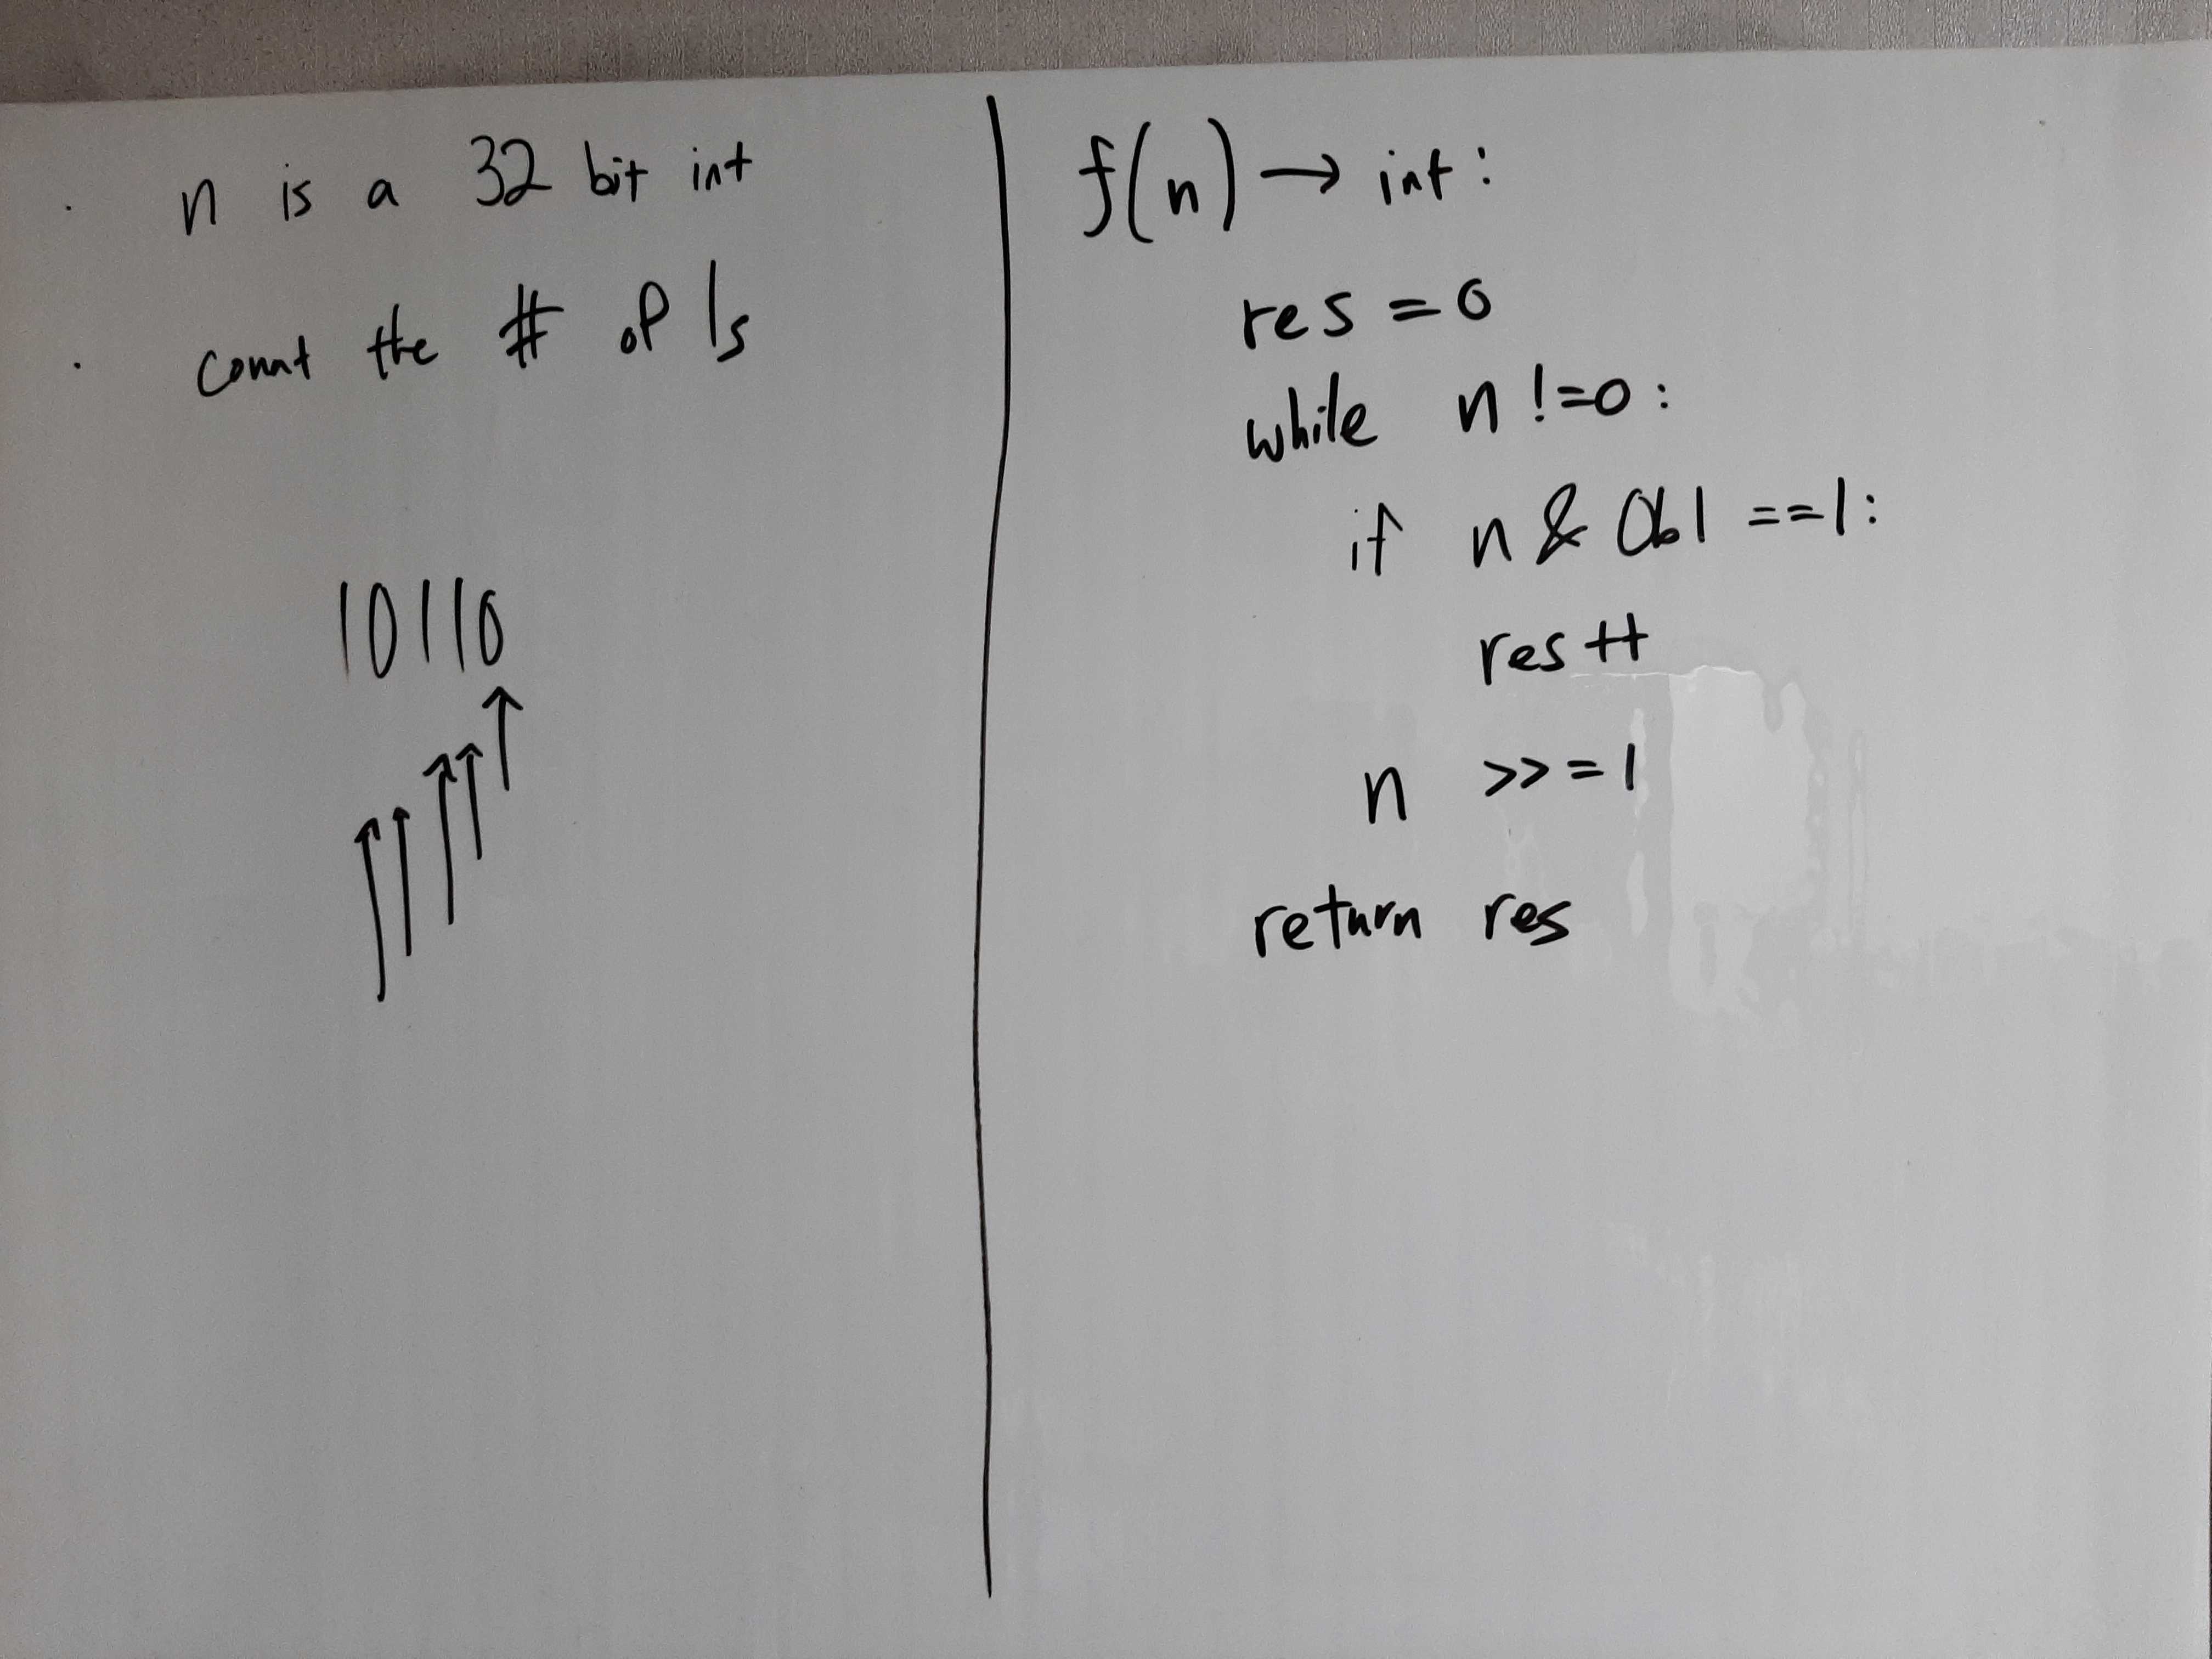 · n is a 32 bit int
· count the # of 1s
10110
f(n) → int:
res = 0
while n != 0:
if n & 0b1 == 1:
res ++
n >>= 1
return res